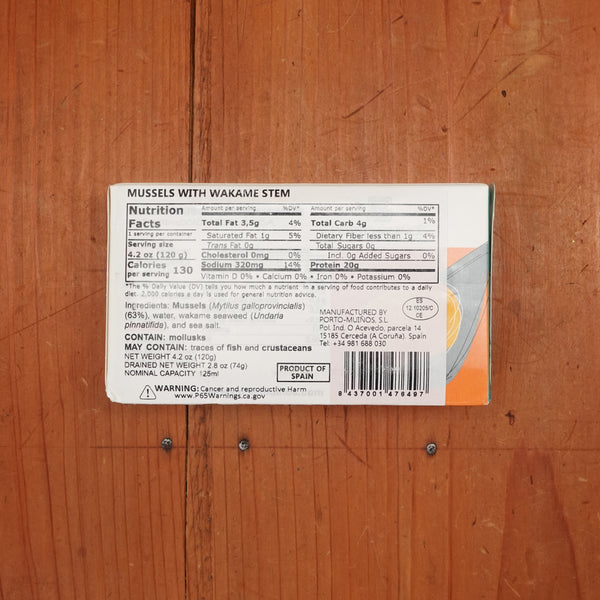 MUSSELS WITH WAKAME STEM
Nutrition Facts
1 serving per container
Serving size
4.2 oz (120 g)
Calories per serving 130
Amount per serving %DV*
Total Fat 3,5g 4%
Saturated Fat 1g 5%
Trans Fat 0g
Cholesterol 0mg 0%
Sodium 320mg 14%
Amount per serving %DV*
Total Carb 4g 1%
Dietary Fiber less than 1g 4%
Total Sugars 0g
Incl. 0g Added Sugars 0%
Protein 20g
Vitamin D 0% • Calcium 0% • Iron 0% • Potassium 0%
*The % Daily Value (DV) tells you how much a nutrient in a serving of food contributes to a daily
diet. 2,000 calories a day is used for general nutrition advice.
Ingredients: Mussels (Mytilus galloprovincialis)
(63%), water, wakame seaweed (Undaria
pinnatifida), and sea salt.
CONTAIN: mollusks
MAY CONTAIN: traces of fish and crustaceans
NET WEIGHT 4.2 oz (120g)
DRAINED NET WEIGHT 2.8 oz (74g)
NOMINAL CAPACITY 125ml
PRODUCT OF
SPAIN
WARNING: Cancer and reproductive Harm
www.P65Warnings.ca.gov
MANUFACTURED BY
PORTO-MUIÑOS, S.L.
Pol. Ind. O Acevedo, parcela 14
15185 Cerceda (A Coruña). Spain
Tel: +34 981 688 030
ES
12.10205/C
CE
8 437001 476497